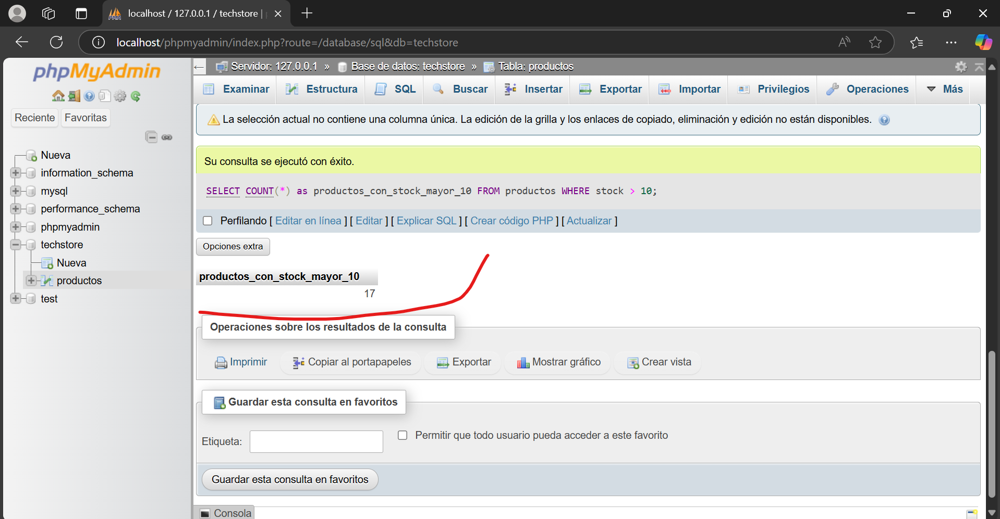 localhost / 127.0.0.1 / techstore |
localhost/phpmyadmin/index.php?route=/database/sql&db=techstore
phpMyAdmin
Reciente Favoritas
Nueva
information_schema
mysql
performance_schema
phpmyadmin
techstore
Nueva
productos
test
Servidor: 127.0.0.1 » Base de datos: techstore » Tabla: productos
Examinar Estructura SQL Buscar Insertar Exportar Importar Privilegios Operaciones Más
La selección actual no contiene una columna única. La edición de la grilla y los enlaces de copiado, eliminación y edición no están disponibles.
Su consulta se ejecutó con éxito.
SELECT COUNT(*) as productos_con_stock_mayor_10 FROM productos WHERE stock > 10;
Perfilando [ Editar en línea ] [ Editar ] [ Explicar SQL ] [ Crear código PHP ] [ Actualizar ]
Opciones extra
productos_con_stock_mayor_10
17
Operaciones sobre los resultados de la consulta
Imprimir Copiar al portapapeles Exportar Mostrar gráfico Crear vista
Guardar esta consulta en favoritos
Etiqueta: Permitir que todo usuario pueda acceder a este favorito
Guardar esta consulta en favoritos
Consola